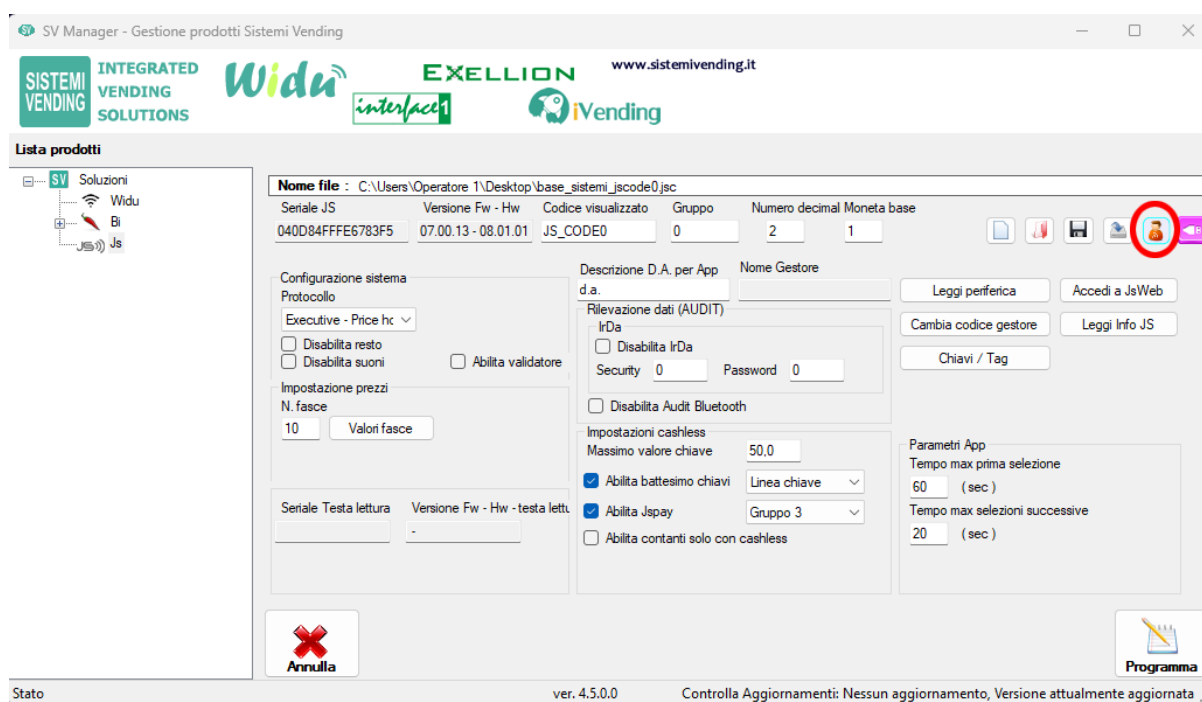 SV Manager - Gestione prodotti Sistemi Vending
SISTEMI VENDING
INTEGRATED VENDING SOLUTIONS
Widu
EXELLION
interface1
iVending
www.sistemivending.it
Lista prodotti
SV Soluzioni
Widu
Bi
JS Js
Nome file : C:\Users\Operatore 1\Desktop\base_sistemi_jscode0.jsc
Seriale JS Versione Fw - Hw Codice visualizzato Gruppo Numero decimal Moneta base
040D84FFFE6783F5 07.00.13 - 08.01.01 JS_CODE0 0 2 1
Configurazione sistema
Protocollo
Executive - Price hc
Disabilita resto
Disabilita suoni Abilita validatore
Impostazione prezzi
N. fasce
10 Valori fasce
Seriale Testa lettura Versione Fw - Hw - testa lettu
-
Descrizione D.A. per App Nome Gestore
d.a.
Rilevazione dati (AUDIT)
IrDa
Disabilita IrDa
Security 0 Password 0
Disabilita Audit Bluetooth
Impostazioni cashless
Massimo valore chiave 50,0
Abilita battesimo chiavi Linea chiave
Abilita Jspay Gruppo 3
Abilita contanti solo con cashless
Leggi periferica Accedi a JsWeb
Cambia codice gestore Leggi Info JS
Chiavi / Tag
Parametri App
Tempo max prima selezione
60 ( sec )
Tempo max selezioni successive
20 ( sec )
Annulla
Programma
Stato ver. 4.5.0.0 Controlla Aggiornamenti: Nessun aggiornamento, Versione attualmente aggiornata